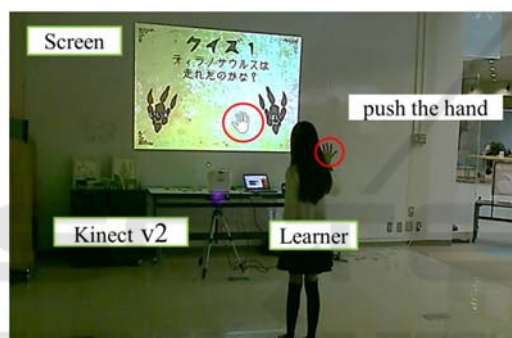 Screen
クイズ1
ティラノサウルスは
走れたのかな?
push the hand
Kinect v2
Learner